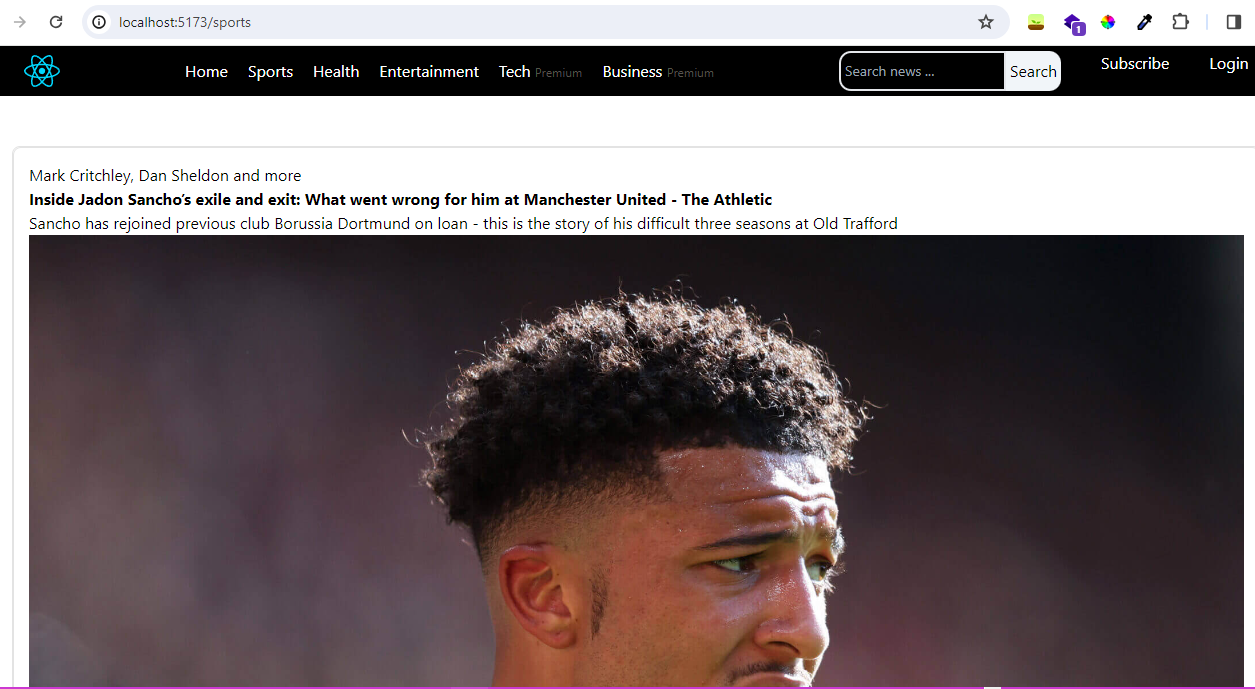 localhost:5173/sports
1
Home Sports Health Entertainment Tech Premium Business Premium Search news ... Search Subscribe Login
Mark Critchley, Dan Sheldon and more
Inside Jadon Sancho’s exile and exit: What went wrong for him at Manchester United - The Athletic
Sancho has rejoined previous club Borussia Dortmund on loan - this is the story of his difficult three seasons at Old Trafford